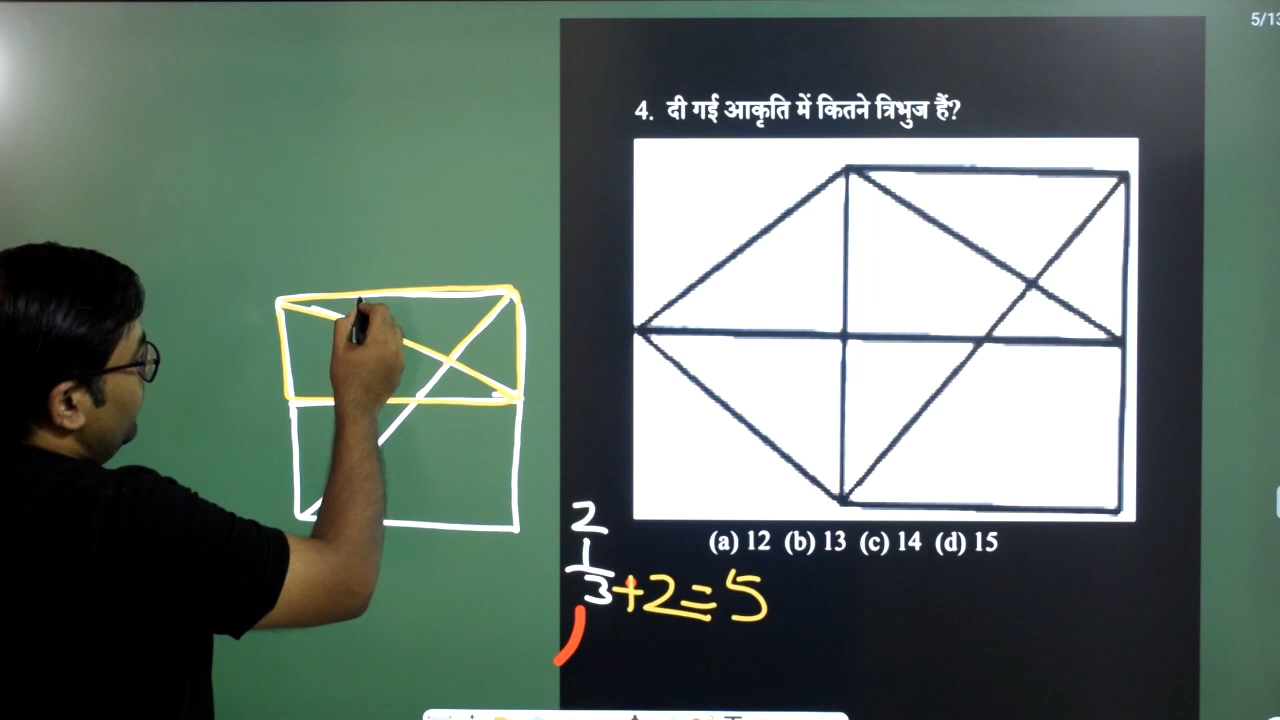 5/13
4. दी गई आकृति में कितने त्रिभुज हैं?
(a) 12 (b) 13 (c) 14 (d) 15
2
1
3+2=5